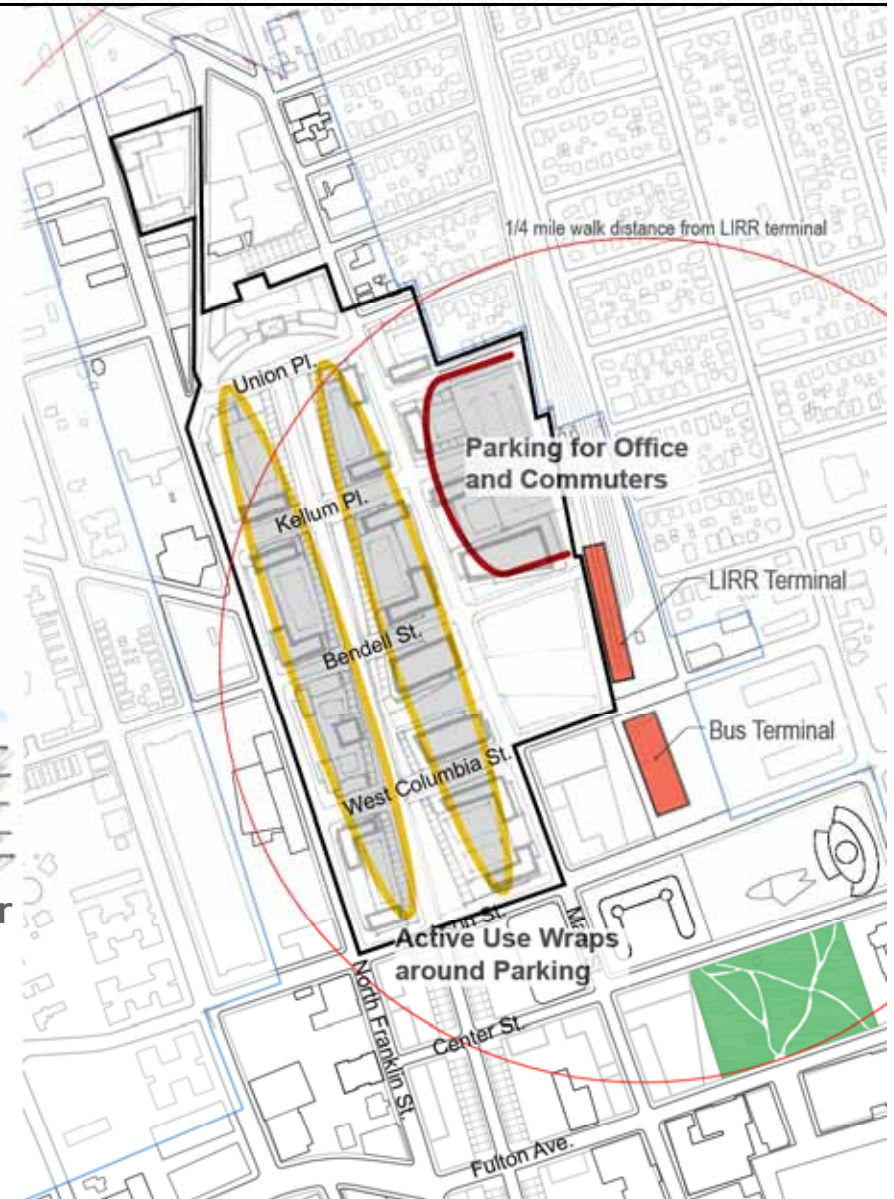 1/4 mile walk distance from LIRR terminal
Union Pl.
Parking for Office
and Commuters
Kellum Pl.
LIRR Terminal
Bendell St.
Bus Terminal
West Columbia St.
r
St.
Active Use Wraps
around Parking
North Franklin St.
Center St.
Fulton Ave.